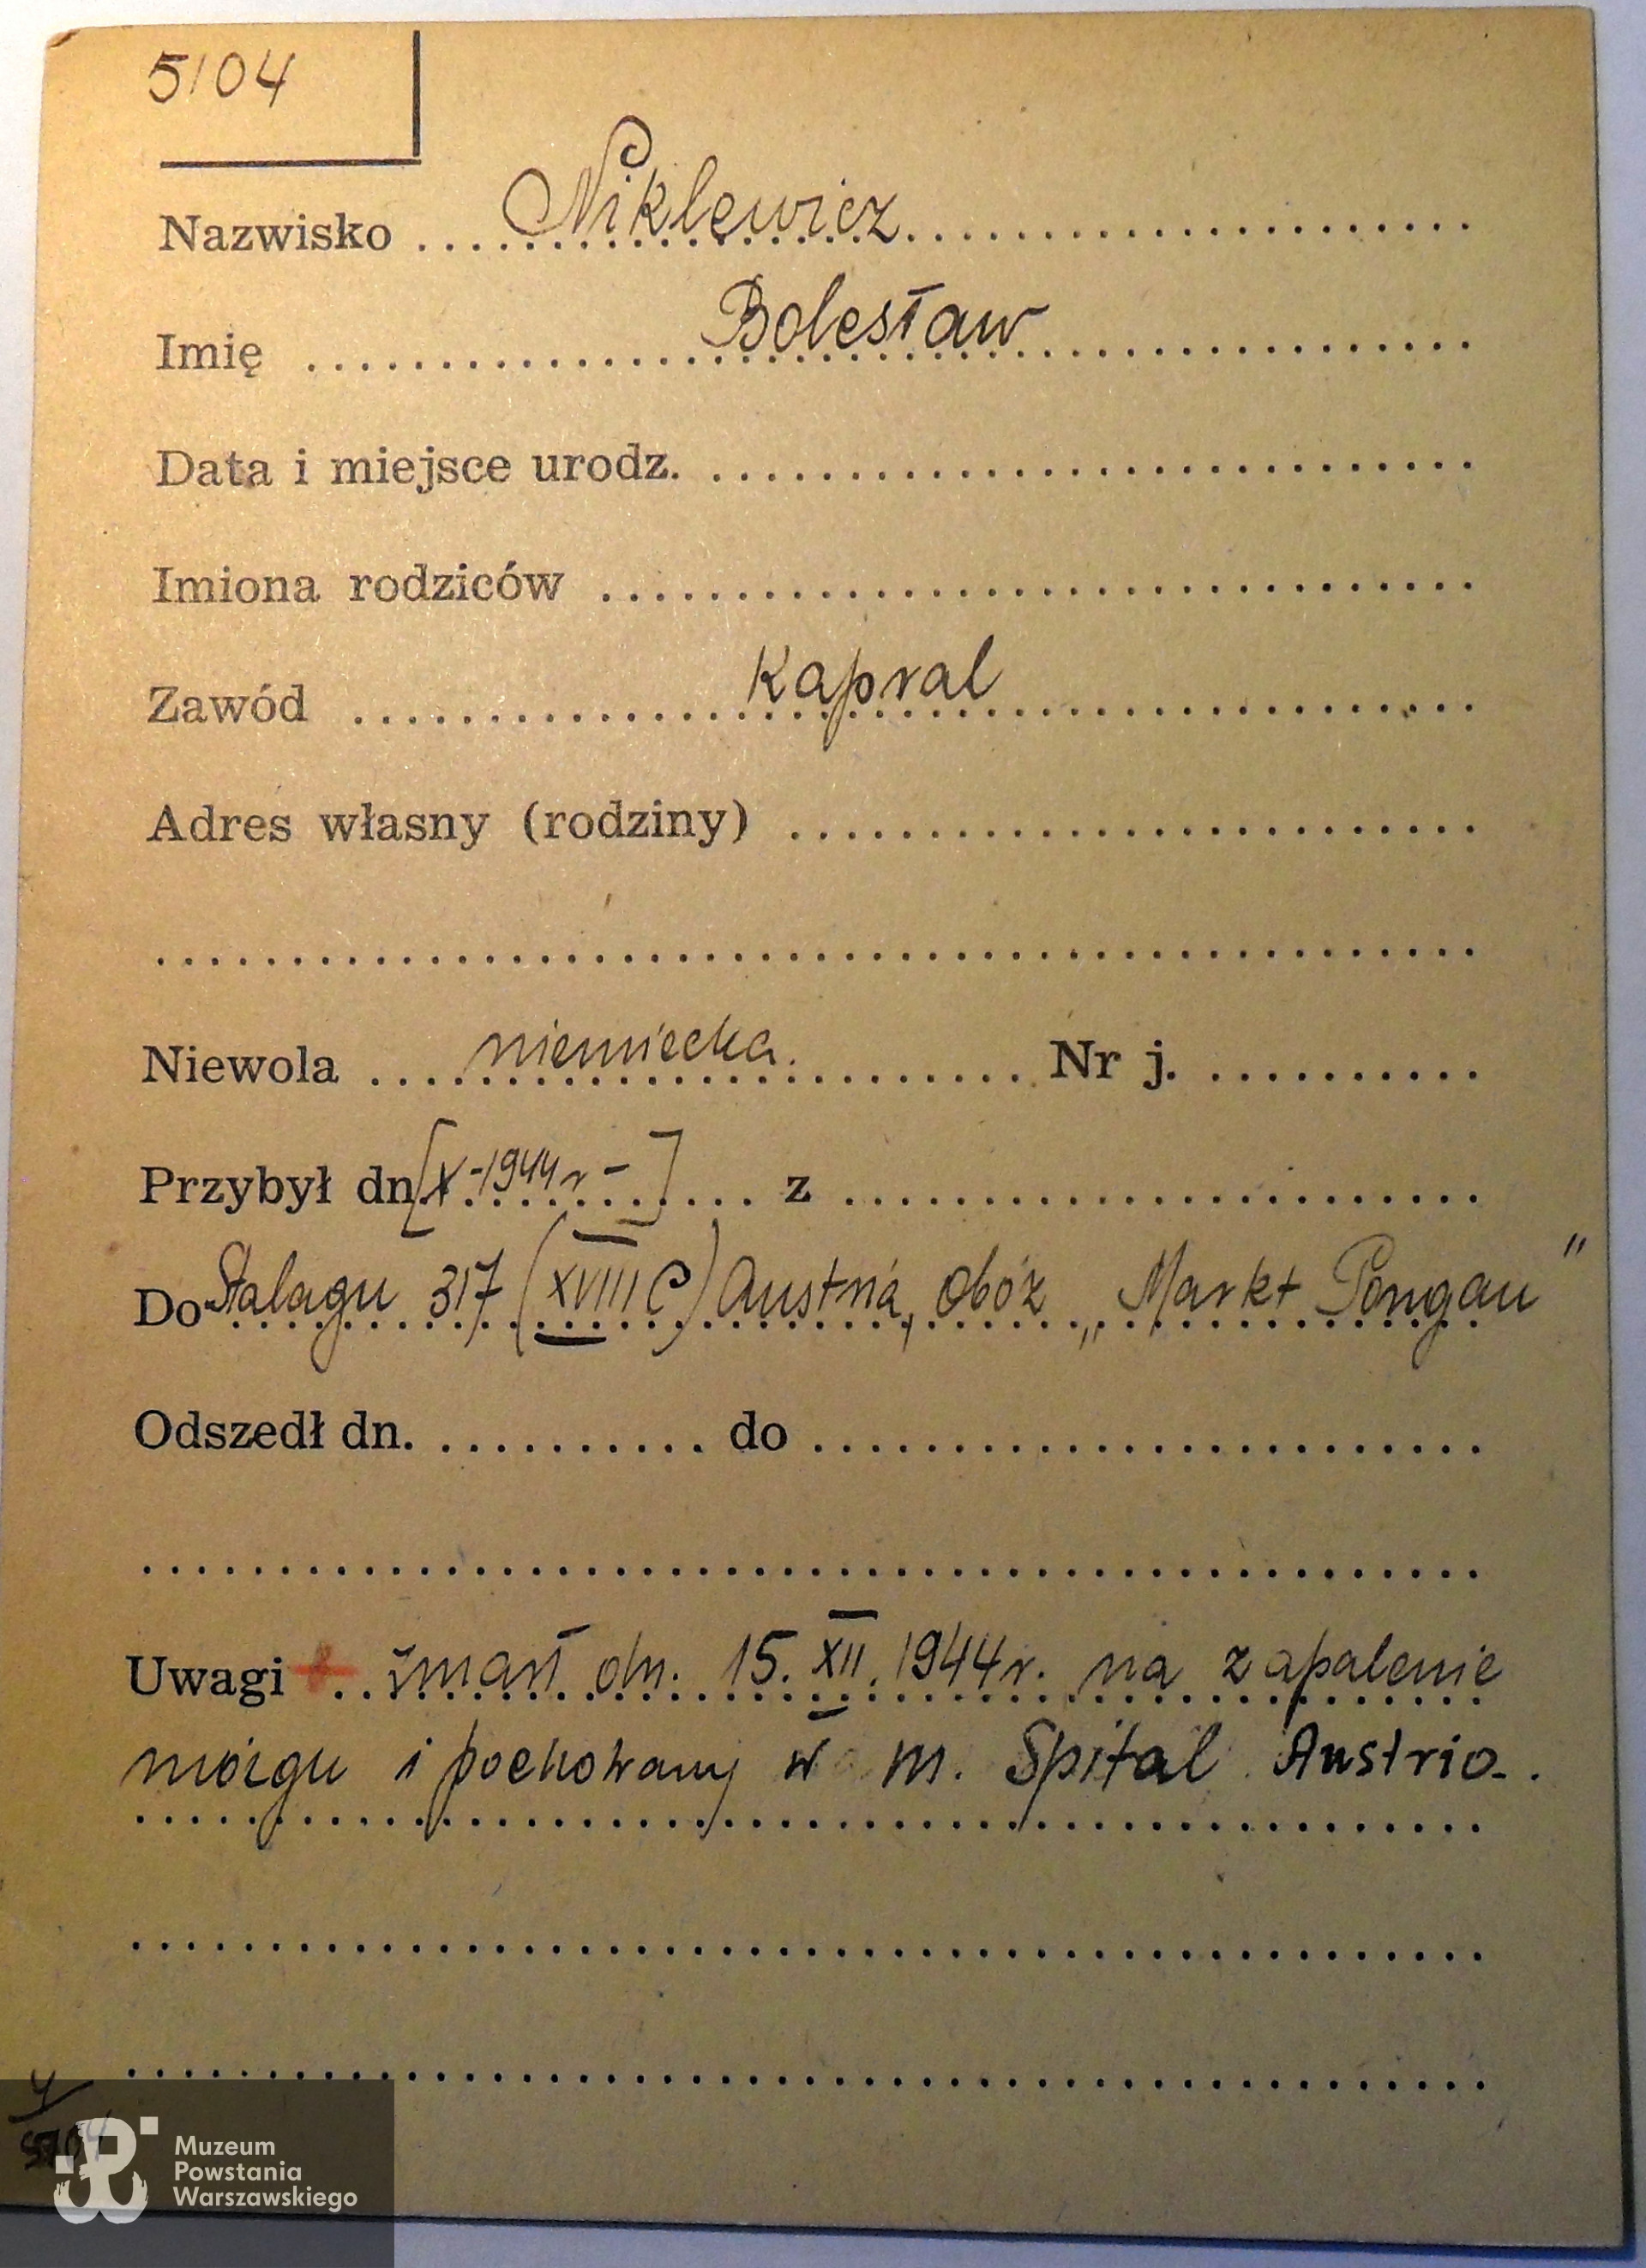 5104
Nazwisko Niklewicz
Imię Bolesław
Data i miejsce urodz.
Imiona rodziców
Zawód Kapral
Adres własny (rodziny)
Niewola niemiecka. Nr j.
Przybył dn. [X-1944 r-] z
Do Stalagu 317 (XVIII C) Austria, Obóz „Markt Pongau"
Odszedł dn. do
Uwagi + zmarł dn. 15. XII. 1944 r. na zapalenie
mózgu i pochowany w m. Spital Austria.
Muzeum
Powstania
Warszawskiego